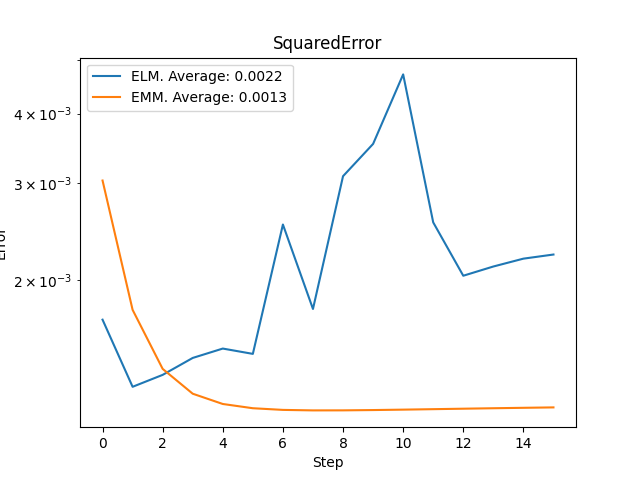 SquaredError
ELM. Average: 0.0022
EMM. Average: 0.0013
4 × 10⁻³
3 × 10⁻³
2 × 10⁻³
Error
0 2 4 6 8 10 12 14
Step